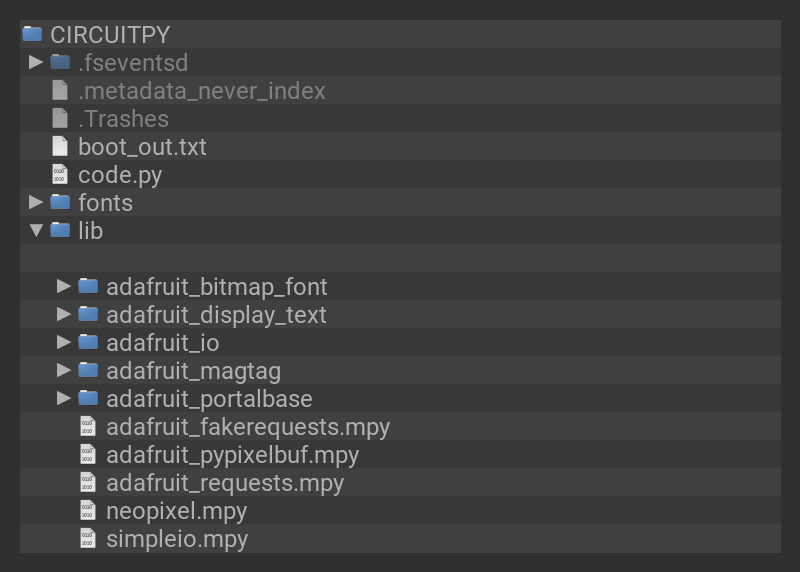 CIRCUITPY
.fseventsd
.metadata_never_index
.Trashes
boot_out.txt
code.py
fonts
lib
adafruit_bitmap_font
adafruit_display_text
adafruit_io
adafruit_magtag
adafruit_portalbase
adafruit_fakerequests.mpy
adafruit_pypixelbuf.mpy
adafruit_requests.mpy
neopixel.mpy
simpleio.mpy